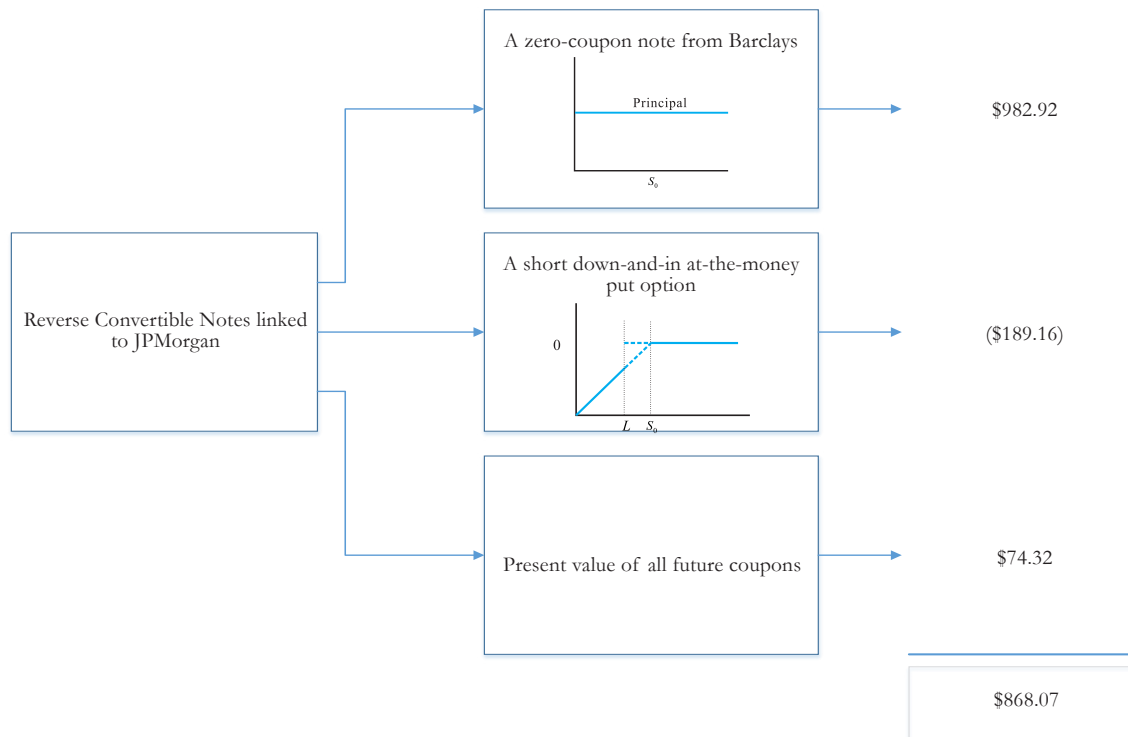 A zero-coupon note from Barclays
Principal
S₀
$982.92
Reverse Convertible Notes linked
to JPMorgan
A short down-and-in at-the-money
put option
0
L S₀
($189.16)
Present value of all future coupons
$74.32
$868.07